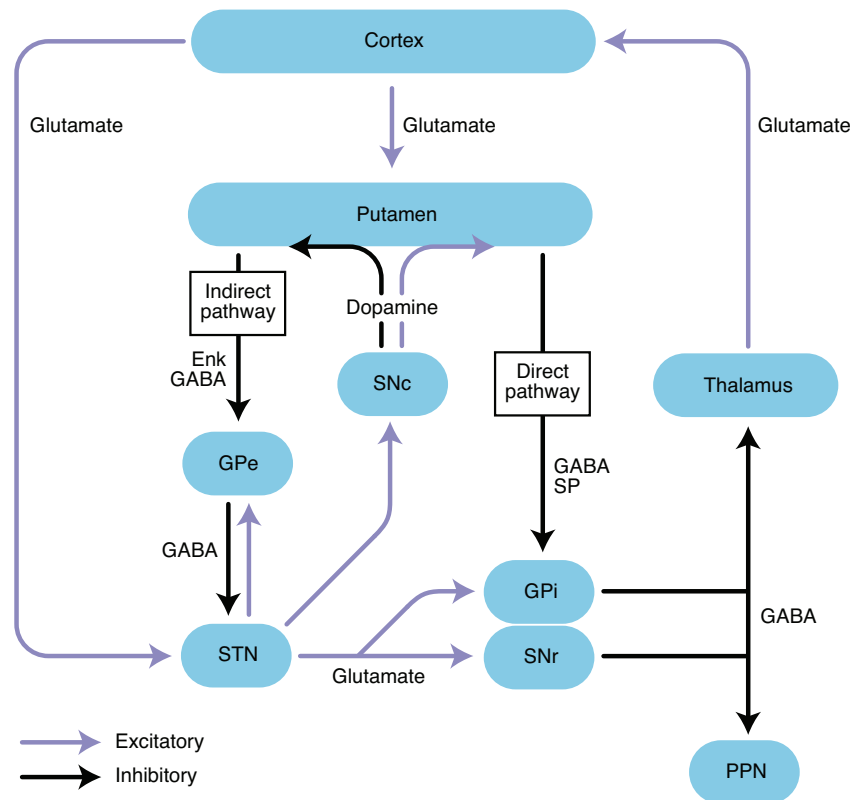 Cortex
Glutamate
Glutamate
Glutamate
Putamen
Indirect
pathway
Dopamine
Enk
GABA
SNc
Direct
pathway
Thalamus
GPe
GABA
SP
GABA
GPi
GABA
STN
SNr
Glutamate
Excitatory
Inhibitory
PPN